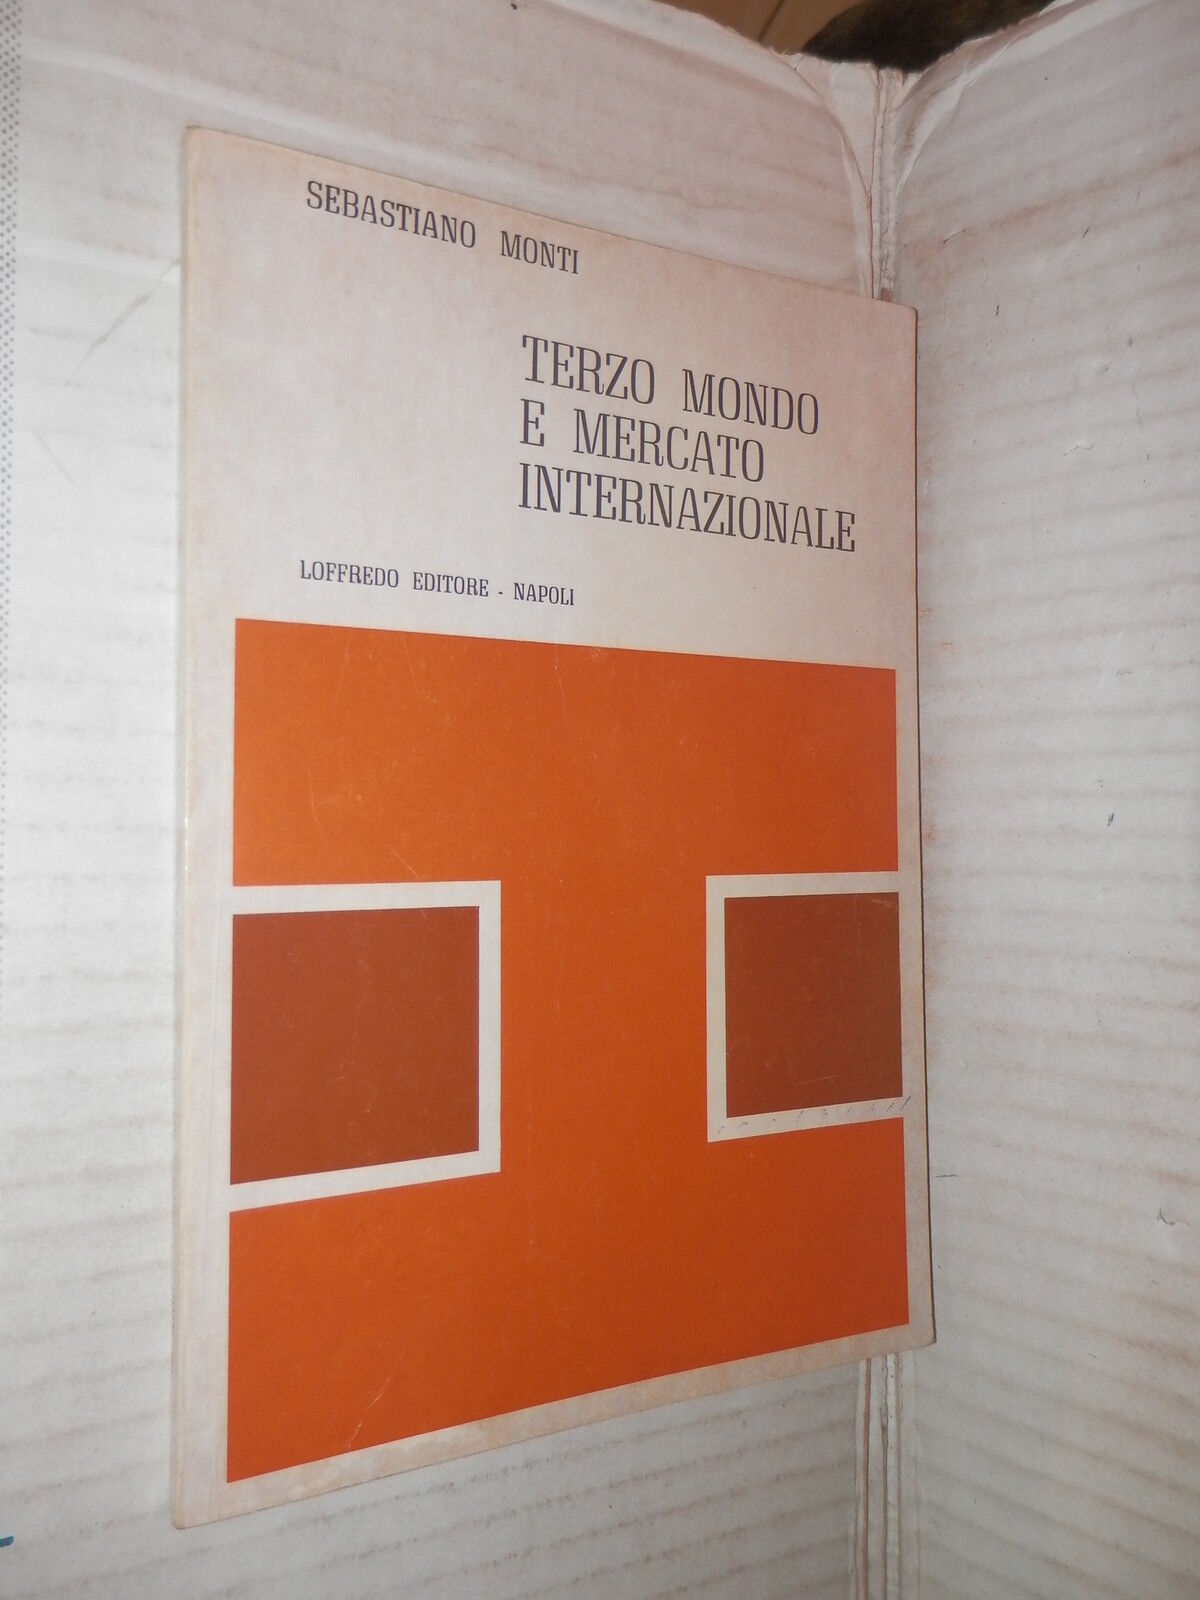 SEBASTIANO MONTI
TERZO MONDO
E MERCATO
INTERNAZIONALE
LOFFREDO EDITORE - NAPOLI